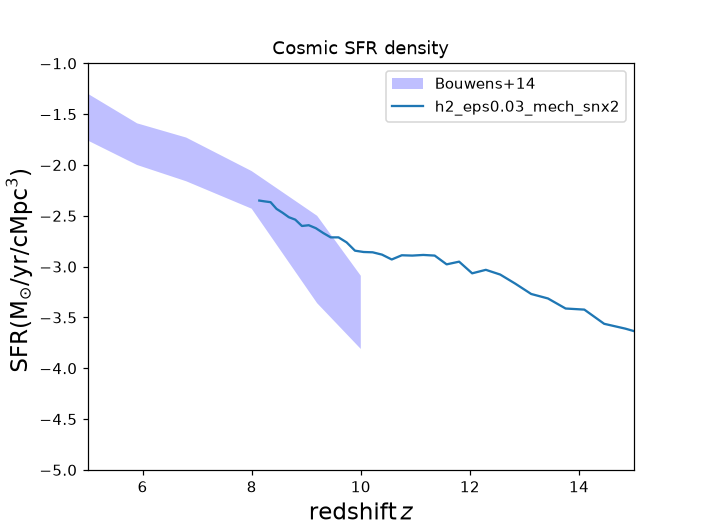 Cosmic SFR density
Bouwens+14
h2_eps0.03_mech_snx2
SFR(M⊙/yr/cMpc³)
−1.0
−1.5
−2.0
−2.5
−3.0
−3.5
−4.0
−4.5
−5.0
6 8 10 12 14
redshift z